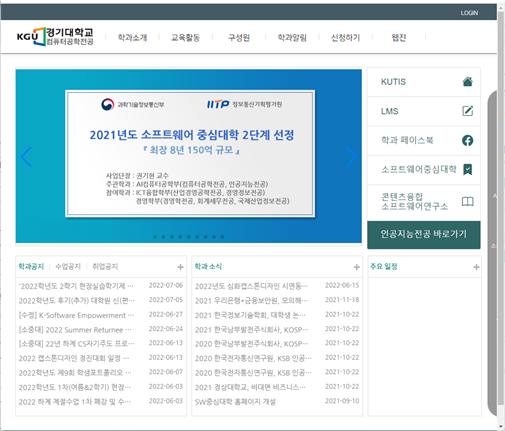 LOGIN
KGU 경기대학교
컴퓨터공학전공
학과소개
교육활동
구성원
학과알림
신청하기
웹진
과학기술정보통신부
IITP 정보통신기획평가원
2021년도 소프트웨어 중심대학 2단계 선정
『 최장 8년 150억 규모 』
사업단장 : 권기현 교수
주관학과 : AI컴퓨터공학부(컴퓨터공학전공, 인공지능전공)
참여학과 : ICT융합학부(산업경영공학전공, 경영정보전공)
경영학부(경영학전공, 회계세무전공, 국제산업정보전공)
KUTIS
LMS
학과 페이스북
소프트웨어중심대학
콘텐츠융합
소프트웨어연구소
인공지능전공 바로가기
학과공지 | 수업공지 | 취업공지 +
'2022학년도 2학기 현장실습학기제 ··· 2022-07-06
2022학년도 후기(추가) 대학원 신(편··· 2022-07-05
[수정] K-Software Empowerment ··· 2022-06-27
[소중대] 2022 Summer Returnee ··· 2022-06-24
[소중대] 22년 하계 CS자기주도 프로··· 2022-06-13
2022 캡스톤디자인 경진대회 일정 ··· 2022-06-13
2022학년도 제9회 학생포트폴리오 ··· 2022-06-07
2022학년도 1차(여름&2학기) 현장··· 2022-06-03
2022 하계 계절수업 1차 폐강 및 수··· 2022-06-03
학과 소식 +
2022년도 심화캡스톤디자인 시연동··· 2022-06-15
2021 우리은행+금융보안원, 모의해··· 2021-11-18
2021 한국정보기술학회, 대학생 논··· 2021-10-22
2021 한국남부발전주식회사, KOSP··· 2021-10-22
2020 한국남부발전주식회사, KOSP··· 2021-10-22
2020 한국전자통신연구원, KSB 인공··· 2021-10-22
2020 한국전자통신연구원, KSB 인공··· 2021-10-22
2021 경상대학교, 비대면 비즈니스··· 2021-10-22
SW중심대학 홈페이지 개설 2021-09-10
주요 일정 +